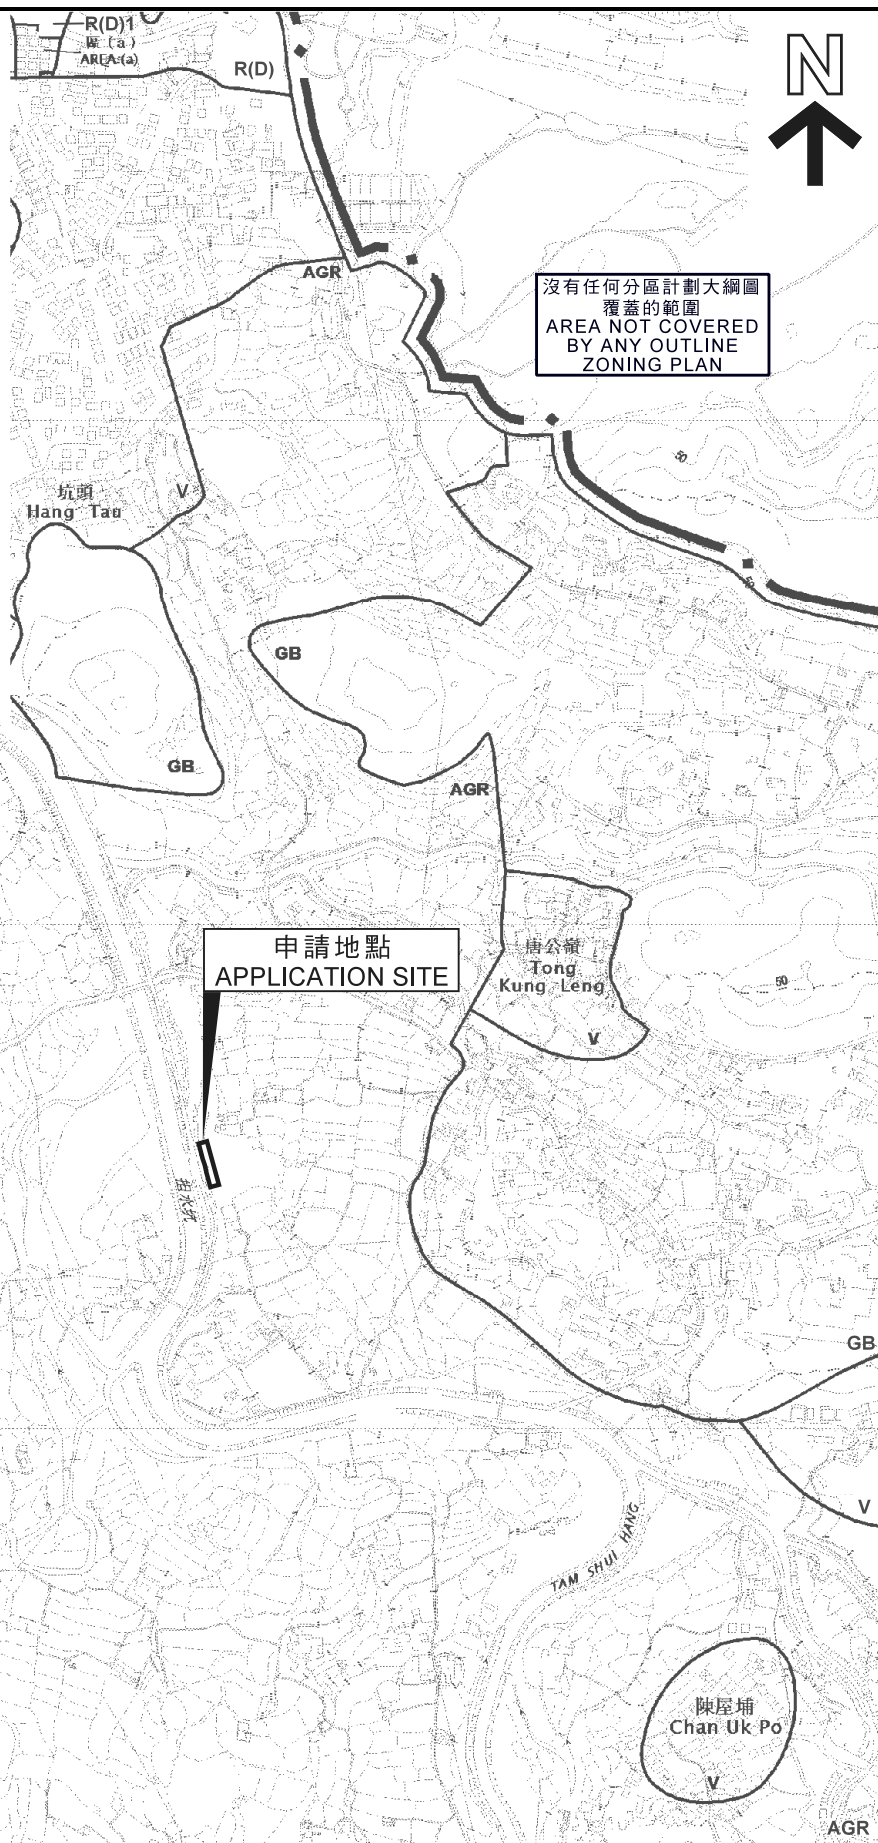 R(D)1
區 (a)
AREA (a)
R(D)
N
AGR
沒有任何分區計劃大綱圖
覆蓋的範圍
AREA NOT COVERED
BY ANY OUTLINE
ZONING PLAN
50
V
坑頭
Hang Tau
50
GB
GB
AGR
申請地點
APPLICATION SITE
唐公嶺
Tong
Kung Leng
50
V
GB
V
TAM SHUI HANG
陳屋埔
Chan Uk Po
V
AGR